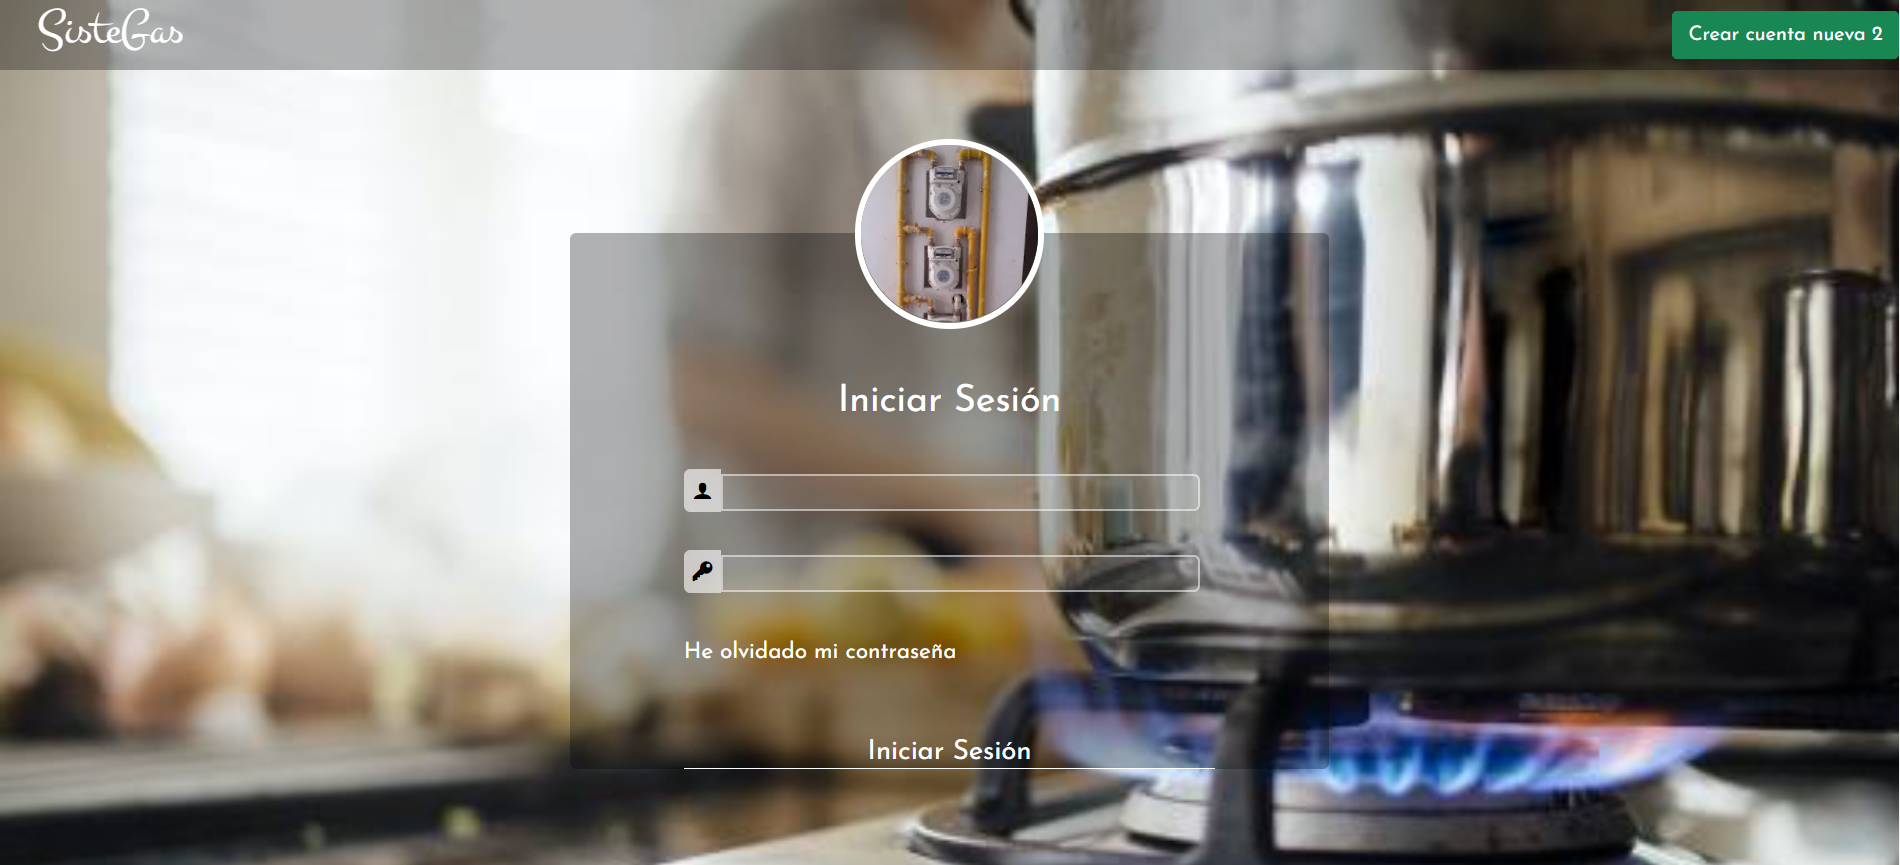 SisteGas
Crear cuenta nueva 2
Iniciar Sesión
He olvidado mi contraseña
Iniciar Sesión